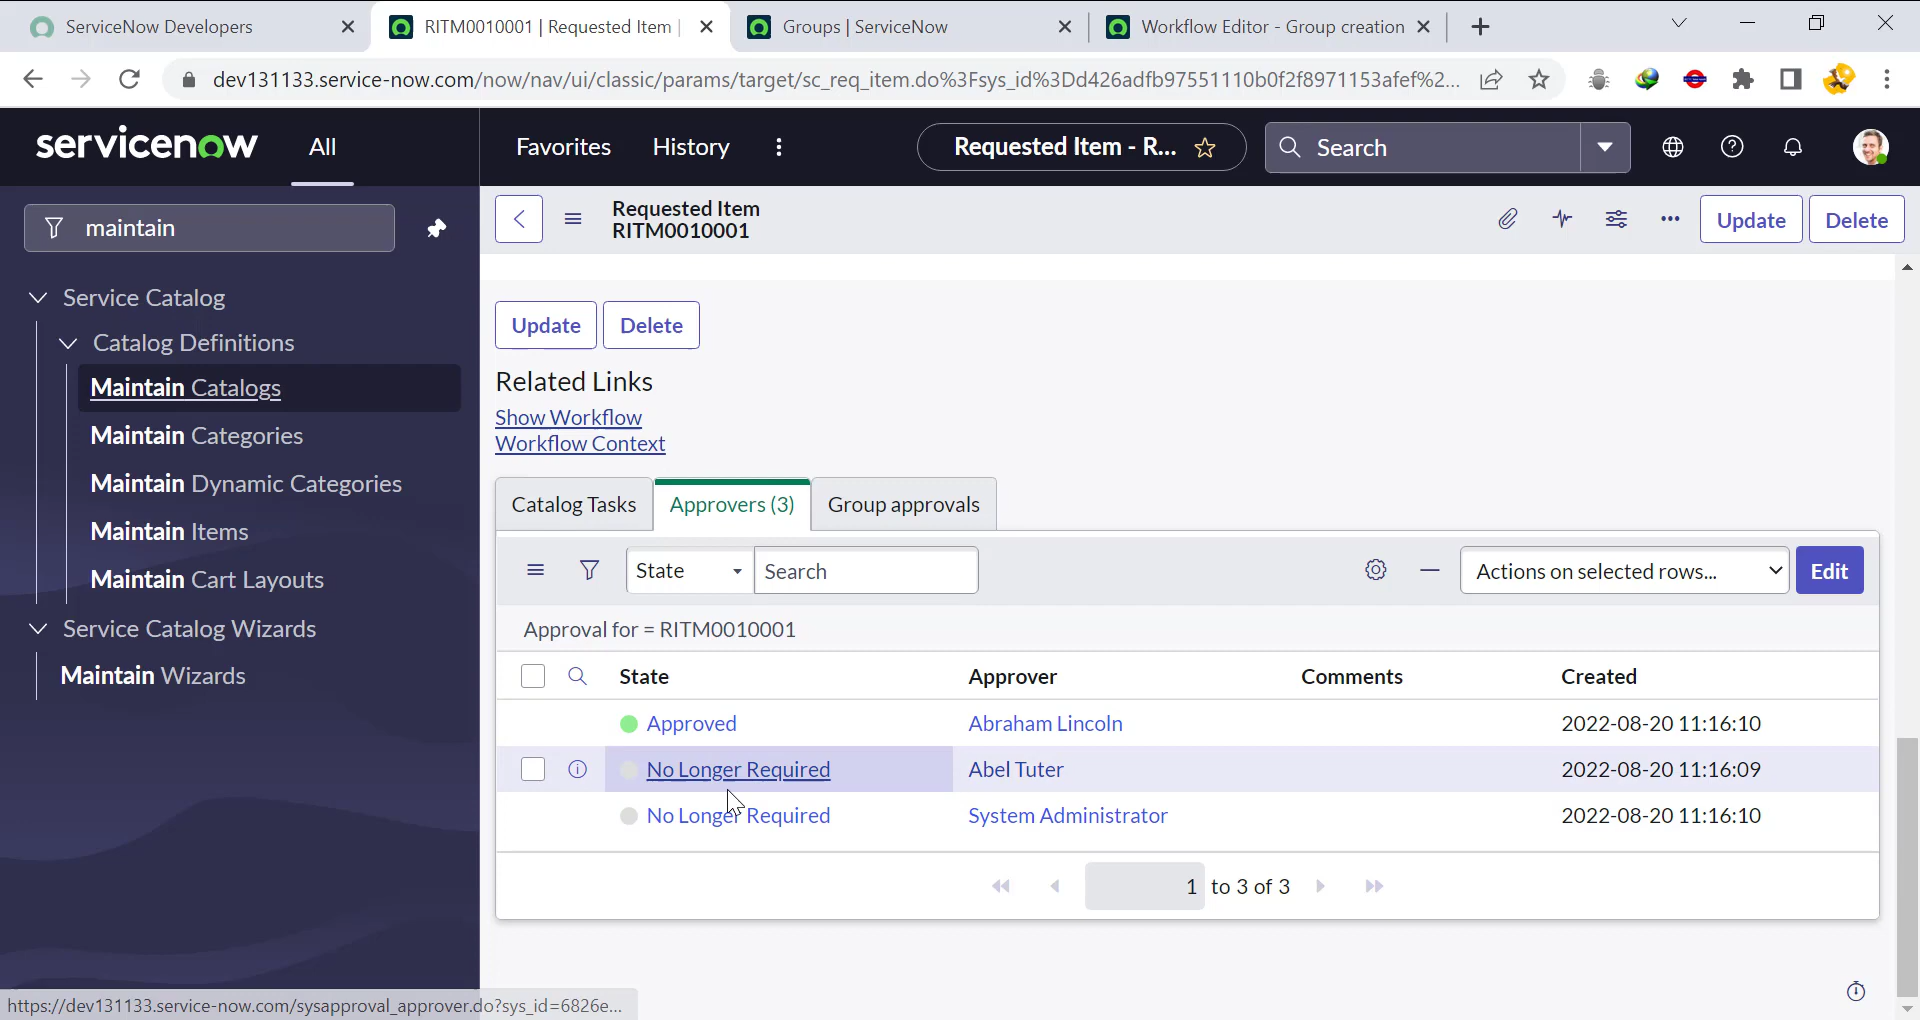 ServiceNow Developers
RITM0010001 | Requested Item |
Groups | ServiceNow
Workflow Editor - Group creation
dev131133.service-now.com/now/nav/ui/classic/params/target/sc_req_item.do%3Fsys_id%3Dd426adfb97551110b0f2f8971153afef%2...
servicenow
All
Favorites
History
Requested Item - R...
Search
maintain
Service Catalog
Catalog Definitions
Maintain Catalogs
Maintain Categories
Maintain Dynamic Categories
Maintain Items
Maintain Cart Layouts
Service Catalog Wizards
Maintain Wizards
Requested Item
RITM0010001
Update
Delete
Update
Delete
Related Links
Show Workflow
Workflow Context
Catalog Tasks
Approvers (3)
Group approvals
State
Search
Actions on selected rows...
Edit
Approval for = RITM0010001
State Approver Comments Created
Approved Abraham Lincoln 2022-08-20 11:16:10
No Longer Required Abel Tuter 2022-08-20 11:16:09
No Longer Required System Administrator 2022-08-20 11:16:10
1 to 3 of 3
https://dev131133.service-now.com/sysapproval_approver.do?sys_id=6826e...